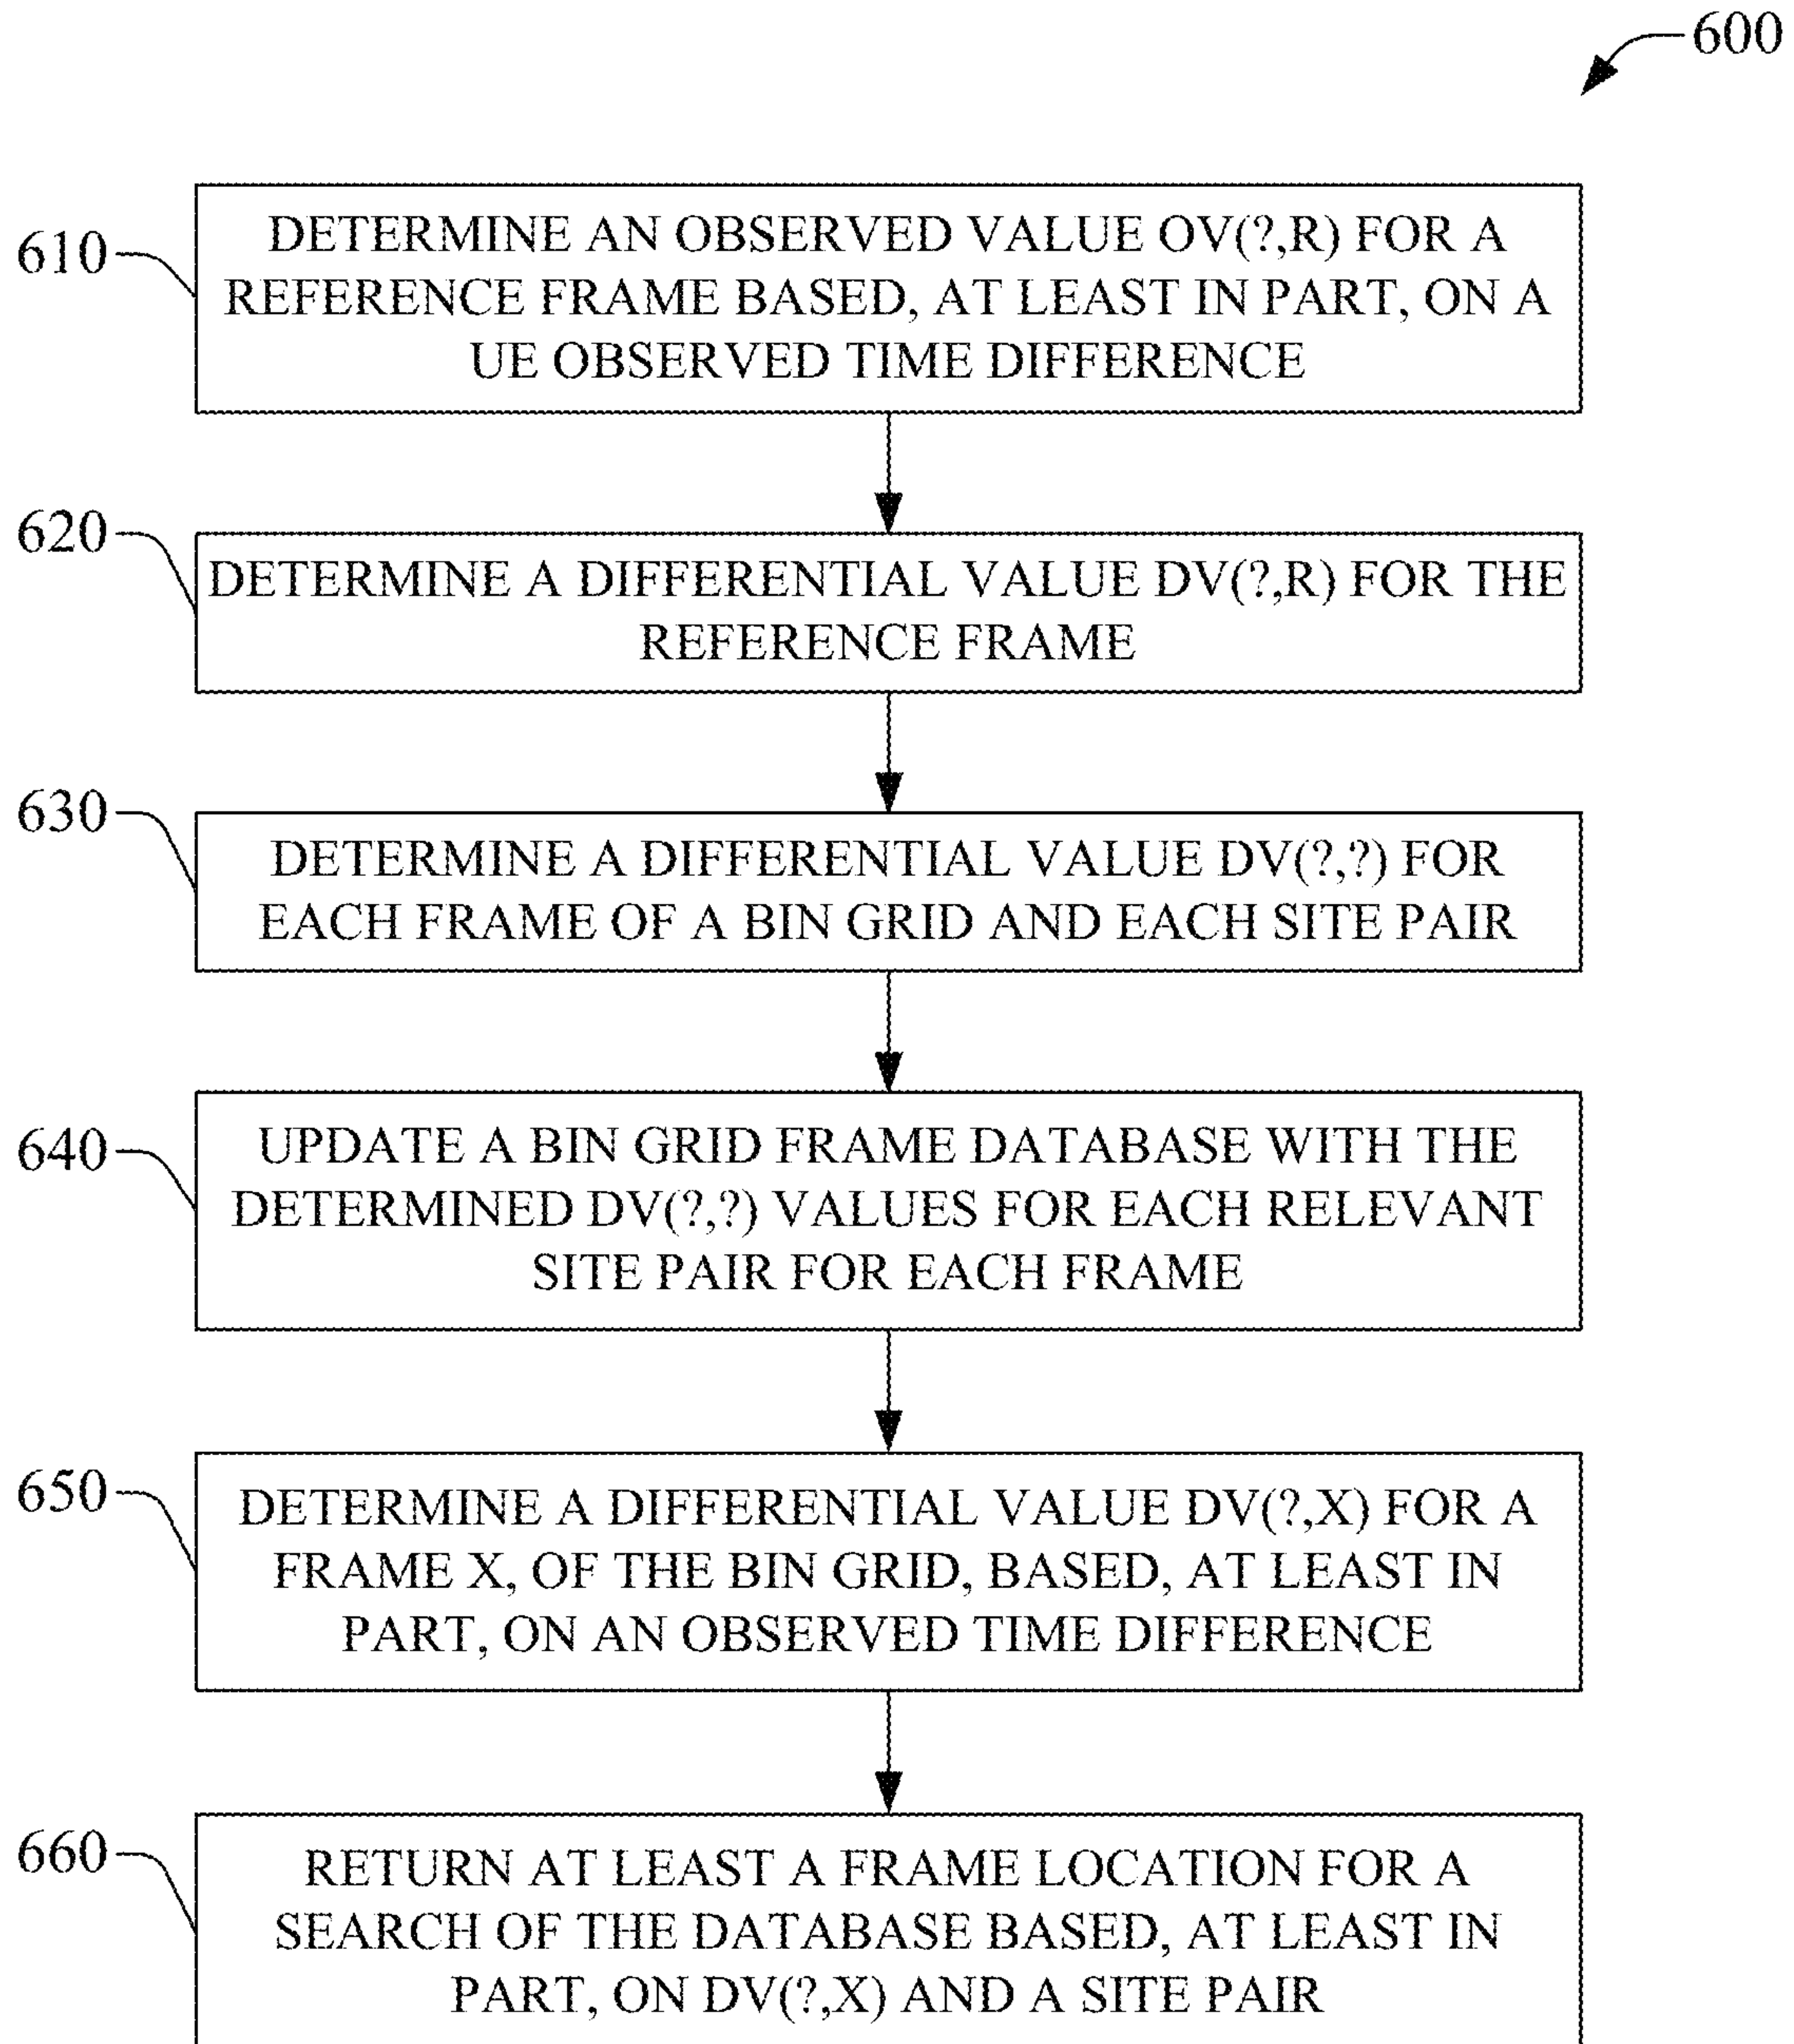 600
610
DETERMINE AN OBSERVED VALUE OV(?,R) FOR A
REFERENCE FRAME BASED, AT LEAST IN PART, ON A
UE OBSERVED TIME DIFFERENCE
620
DETERMINE A DIFFERENTIAL VALUE DV(?,R) FOR THE
REFERENCE FRAME
630
DETERMINE A DIFFERENTIAL VALUE DV(?,?) FOR
EACH FRAME OF A BIN GRID AND EACH SITE PAIR
640
UPDATE A BIN GRID FRAME DATABASE WITH THE
DETERMINED DV(?,?) VALUES FOR EACH RELEVANT
SITE PAIR FOR EACH FRAME
650
DETERMINE A DIFFERENTIAL VALUE DV(?,X) FOR A
FRAME X, OF THE BIN GRID, BASED, AT LEAST IN
PART, ON AN OBSERVED TIME DIFFERENCE
660
RETURN AT LEAST A FRAME LOCATION FOR A
SEARCH OF THE DATABASE BASED, AT LEAST IN
PART, ON DV(?,X) AND A SITE PAIR